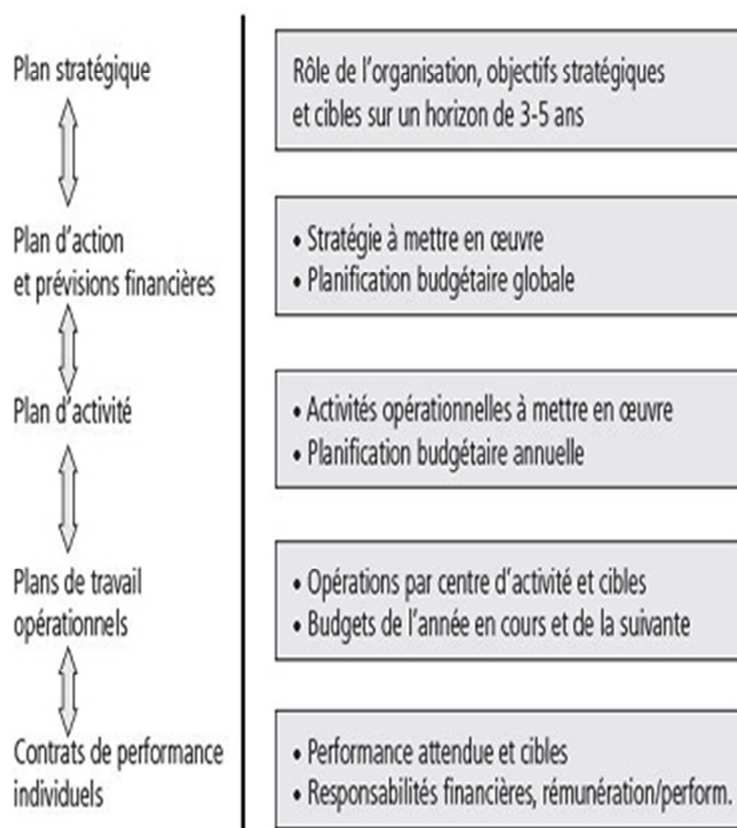 Plan stratégique
Rôle de l'organisation, objectifs stratégiques
et cibles sur un horizon de 3-5 ans
Plan d'action
et prévisions financières
• Stratégie à mettre en œuvre
• Planification budgétaire globale
Plan d'activité
• Activités opérationnelles à mettre en œuvre
• Planification budgétaire annuelle
Plans de travail
opérationnels
• Opérations par centre d'activité et cibles
• Budgets de l'année en cours et de la suivante
Contrats de performance
individuels
• Performance attendue et cibles
• Responsabilités financières, rémunération/perform.